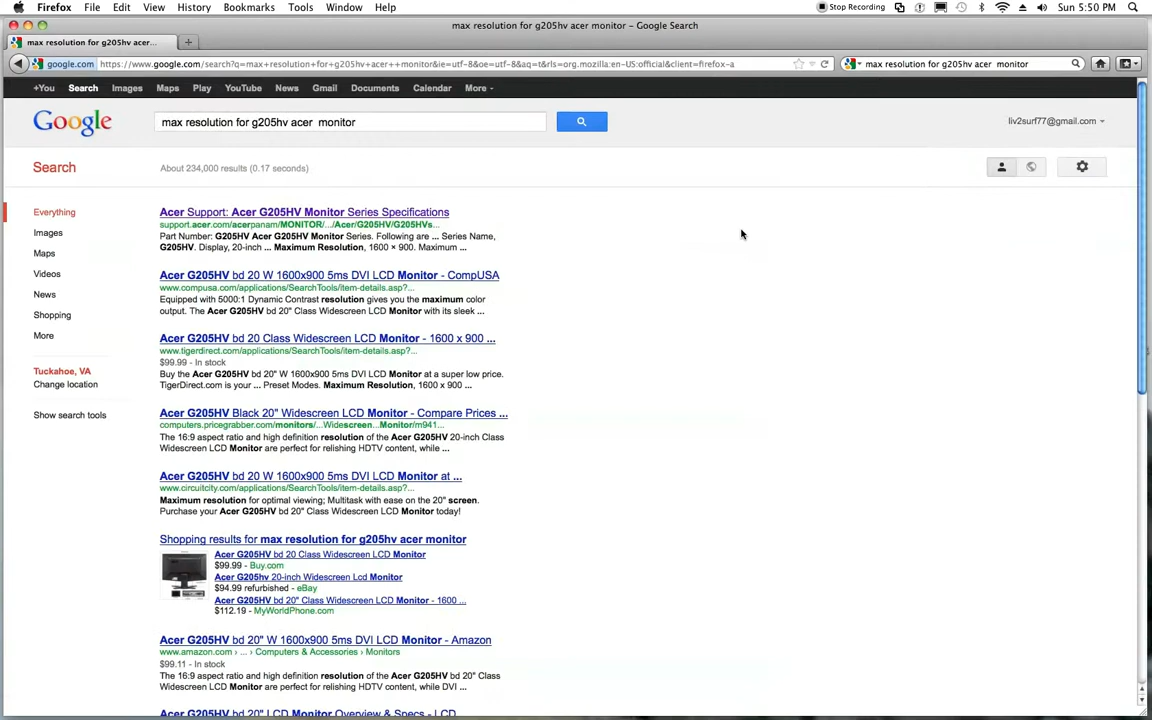 Firefox File Edit View History Bookmarks Tools Window Help Stop Recording Sun 5:50 PM
max resolution for g205hv acer monitor – Google Search
max resolution for g205hv acer...
google.com https://www.google.com/search?q=max+resolution+for+g205hv+acer++monitor&ie=utf-8&oe=utf-8&aq=t&rls=org.mozilla:en-US:official&client=firefox-a max resolution for g205hv acer monitor
+You Search Images Maps Play YouTube News Gmail Documents Calendar More
Google max resolution for g205hv acer monitor liv2surf77@gmail.com
Search About 234,000 results (0.17 seconds)
Everything
Images
Maps
Videos
News
Shopping
More
Tuckahoe, VA
Change location
Show search tools
Acer Support: Acer G205HV Monitor Series Specifications
support.acer.com/acerpanam/MONITOR/.../Acer/G205HV/G205HVs...
Part Number: G205HV Acer G205HV Monitor Series. Following are ... Series Name,
G205HV. Display, 20-inch ... Maximum Resolution, 1600 × 900. Maximum ...
Acer G205HV bd 20 W 1600x900 5ms DVI LCD Monitor - CompUSA
www.compusa.com/applications/SearchTools/item-details.asp?...
Equipped with 5000:1 Dynamic Contrast resolution gives you the maximum color
output. The Acer G205HV bd 20" Class Widescreen LCD Monitor with its sleek ...
Acer G205HV bd 20 Class Widescreen LCD Monitor - 1600 x 900 ...
www.tigerdirect.com/applications/SearchTools/item-details.asp?...
$99.99 - In stock
Buy the Acer G205HV bd 20" W 1600x900 5ms DVI LCD Monitor at a super low price.
TigerDirect.com is your ... Preset Modes. Maximum Resolution, 1600 x 900 ...
Acer G205HV Black 20" Widescreen LCD Monitor - Compare Prices ...
computers.pricegrabber.com/monitors/...Widescreen...Monitor/m941...
The 16:9 aspect ratio and high definition resolution of the Acer G205HV 20-inch Class
Widescreen LCD Monitor are perfect for relishing HDTV content, while ...
Acer G205HV bd 20 W 1600x900 5ms DVI LCD Monitor at ...
www.circuitcity.com/applications/SearchTools/item-details.asp?...
Maximum resolution for optimal viewing; Multitask with ease on the 20" screen.
Purchase your Acer G205HV bd 20" Class Widescreen LCD Monitor today!
Shopping results for max resolution for g205hv acer monitor
Acer G205HV bd 20 Class Widescreen LCD Monitor
$99.99 - Buy.com
Acer G205hv 20-inch Widescreen Lcd Monitor
$94.99 refurbished - eBay
Acer G205HV bd 20" Class Widescreen LCD Monitor - 1600 ...
$112.19 - MyWorldPhone.com
Acer G205HV bd 20" W 1600x900 5ms DVI LCD Monitor - Amazon
www.amazon.com › ... › Computers & Accessories › Monitors
$99.11 - In stock
The 16:9 aspect ratio and high definition resolution of the Acer G205HV bd 20" Class
Widescreen LCD Monitor are perfect for relishing HDTV content, while DVI ...
Acer G205HV bd 20" LCD Monitor Overview & Specs - LCD